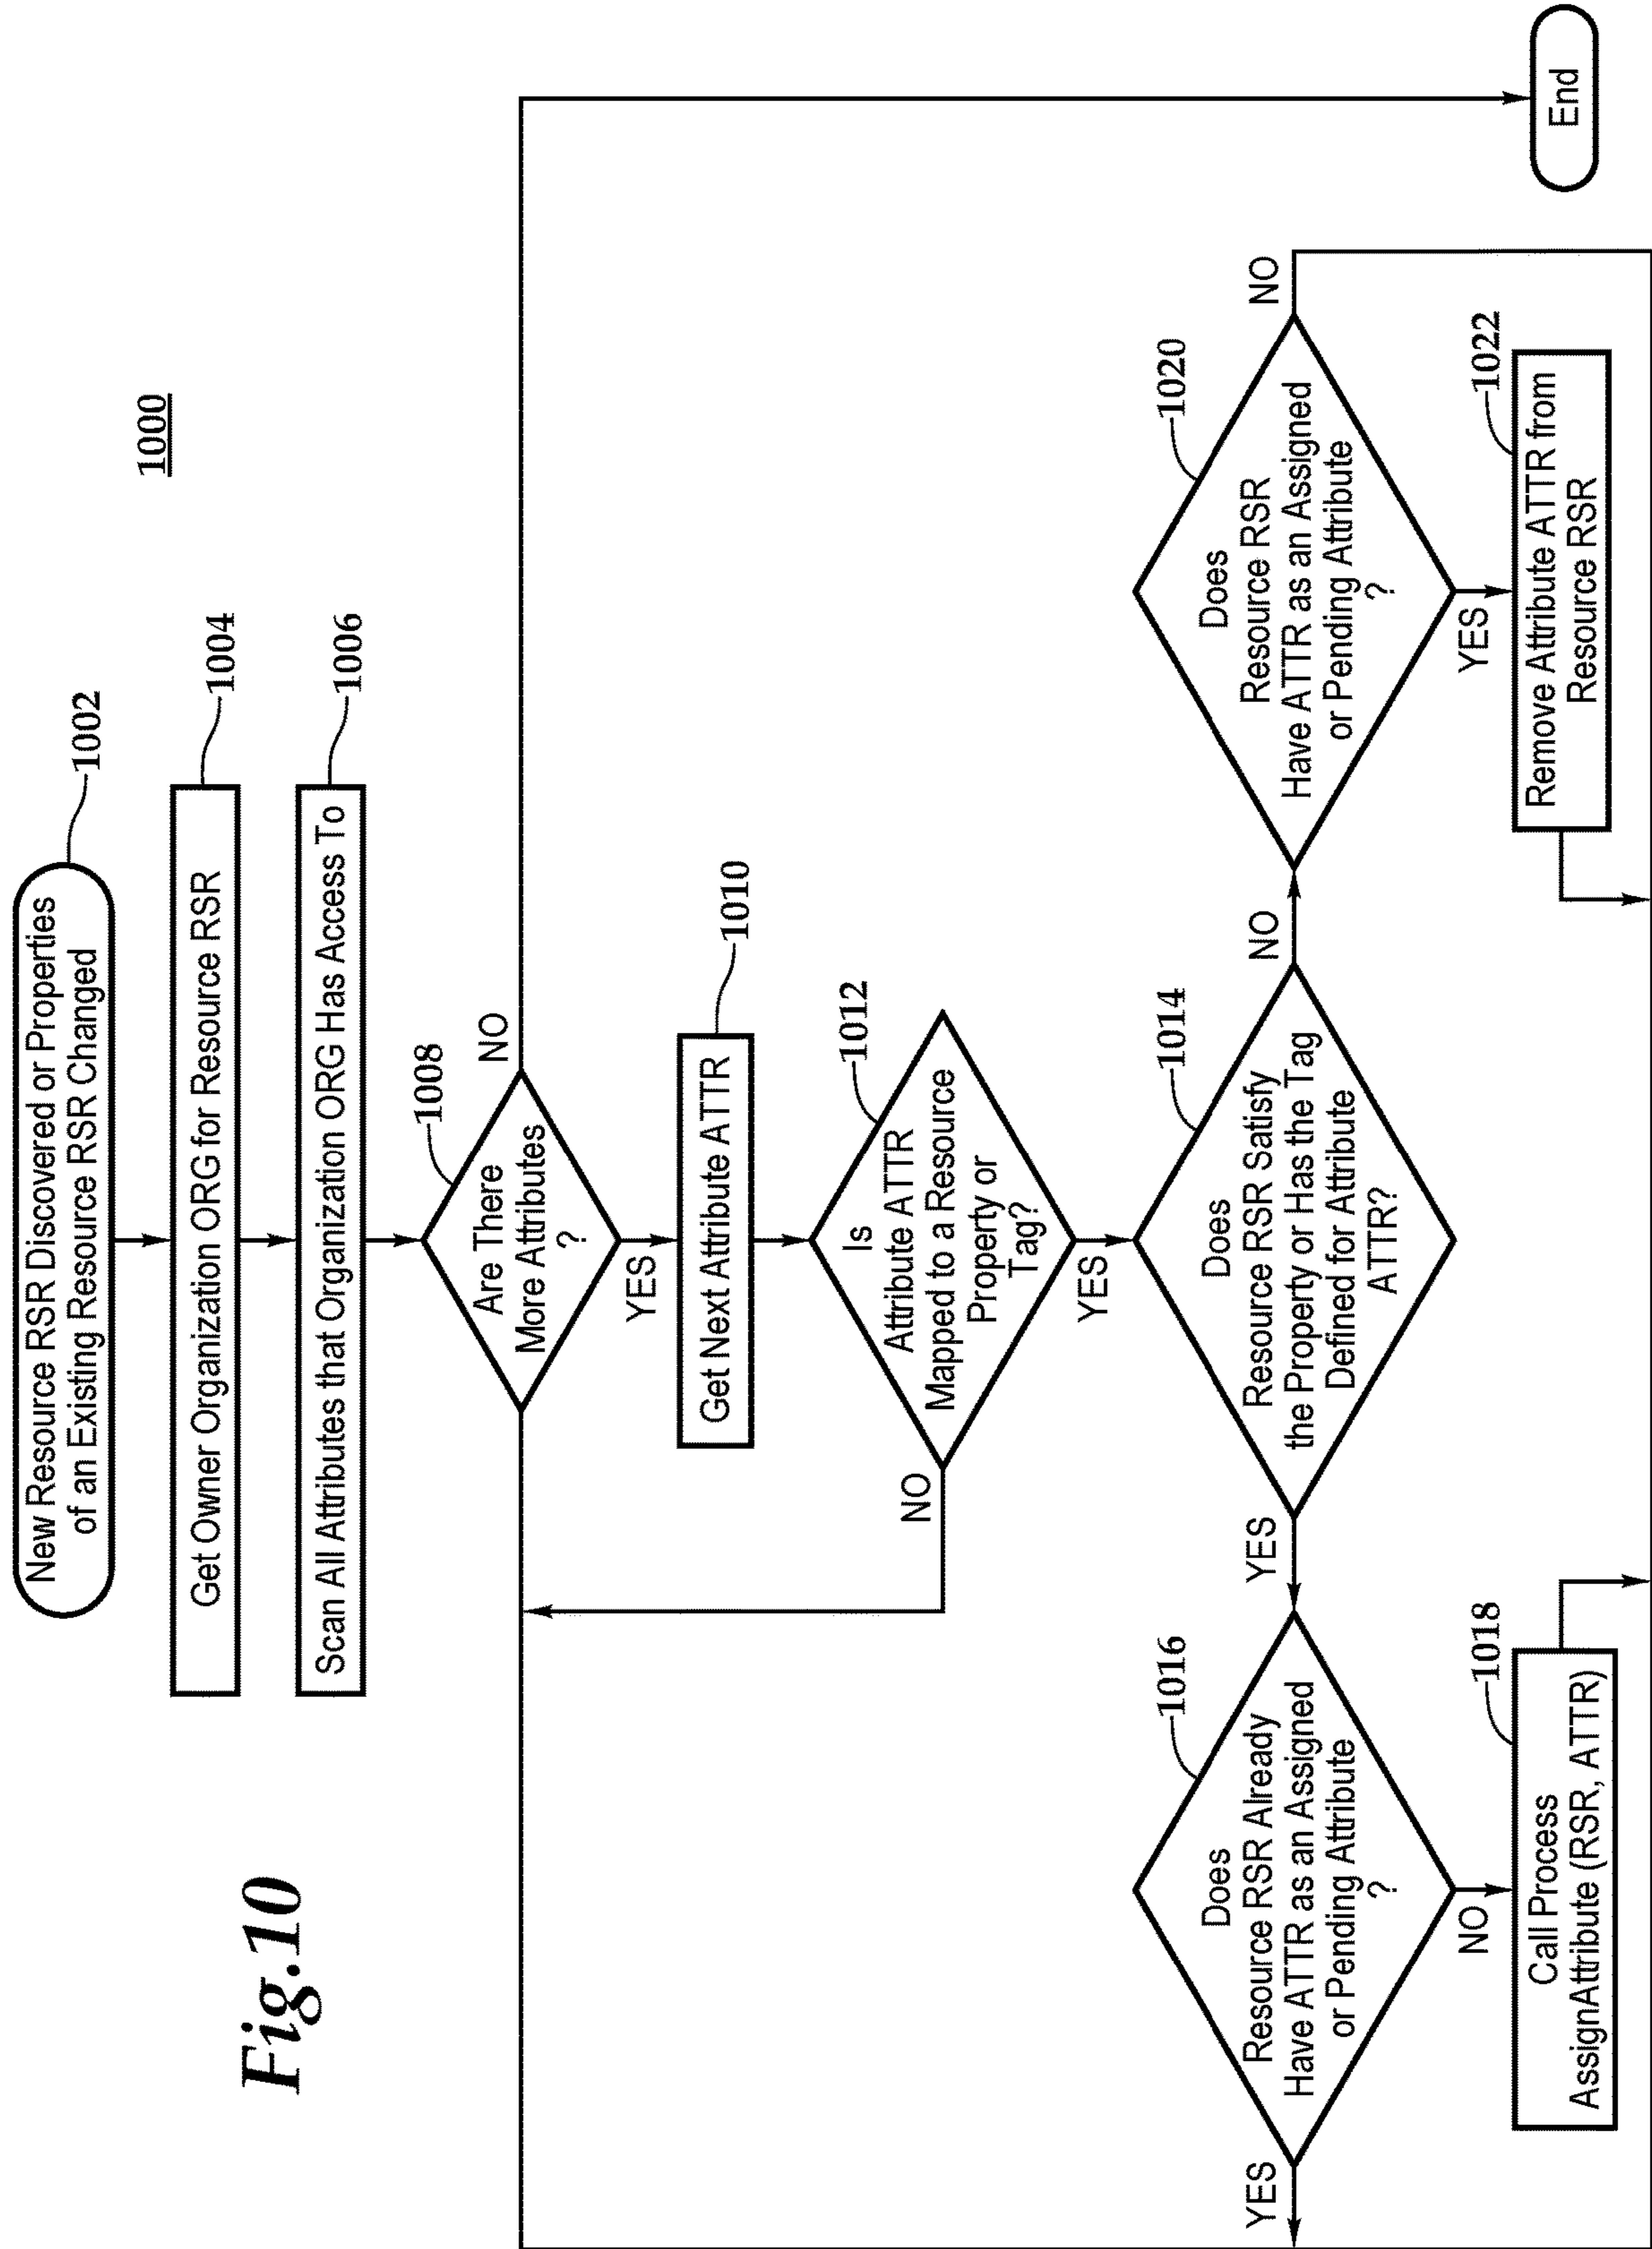 Fig.10
1000
New Resource RSR Discovered or Properties
of an Existing Resource RSR Changed
1002
Get Owner Organization ORG for Resource RSR
1004
Scan All Attributes that Organization ORG Has Access To
1006
Are There
More Attributes
?
1008
NO
YES
Get Next Attribute ATTR
1010
Is
Attribute ATTR
Mapped to a Resource
Property or
Tag?
1012
NO
YES
Does
Resource RSR Satisfy
the Property or Has the Tag
Defined for Attribute
ATTR?
1014
YES
NO
Does
Resource RSR Already
Have ATTR as an Assigned
or Pending Attribute
?
1016
YES
NO
Call Process
AssignAttribute (RSR, ATTR)
1018
Does
Resource RSR
Have ATTR as an Assigned
or Pending Attribute
?
1020
NO
YES
Remove Attribute ATTR from
Resource RSR
1022
End